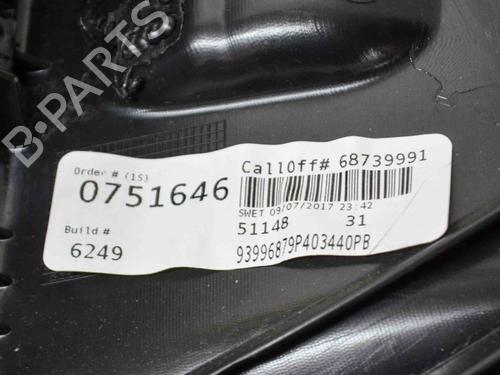 B-PARTS
Order # (1S)
0751646
Build #
6249
CallOff# 68739991
SWET 09/07/2017 23:42
51148 31
93996879P403440PB